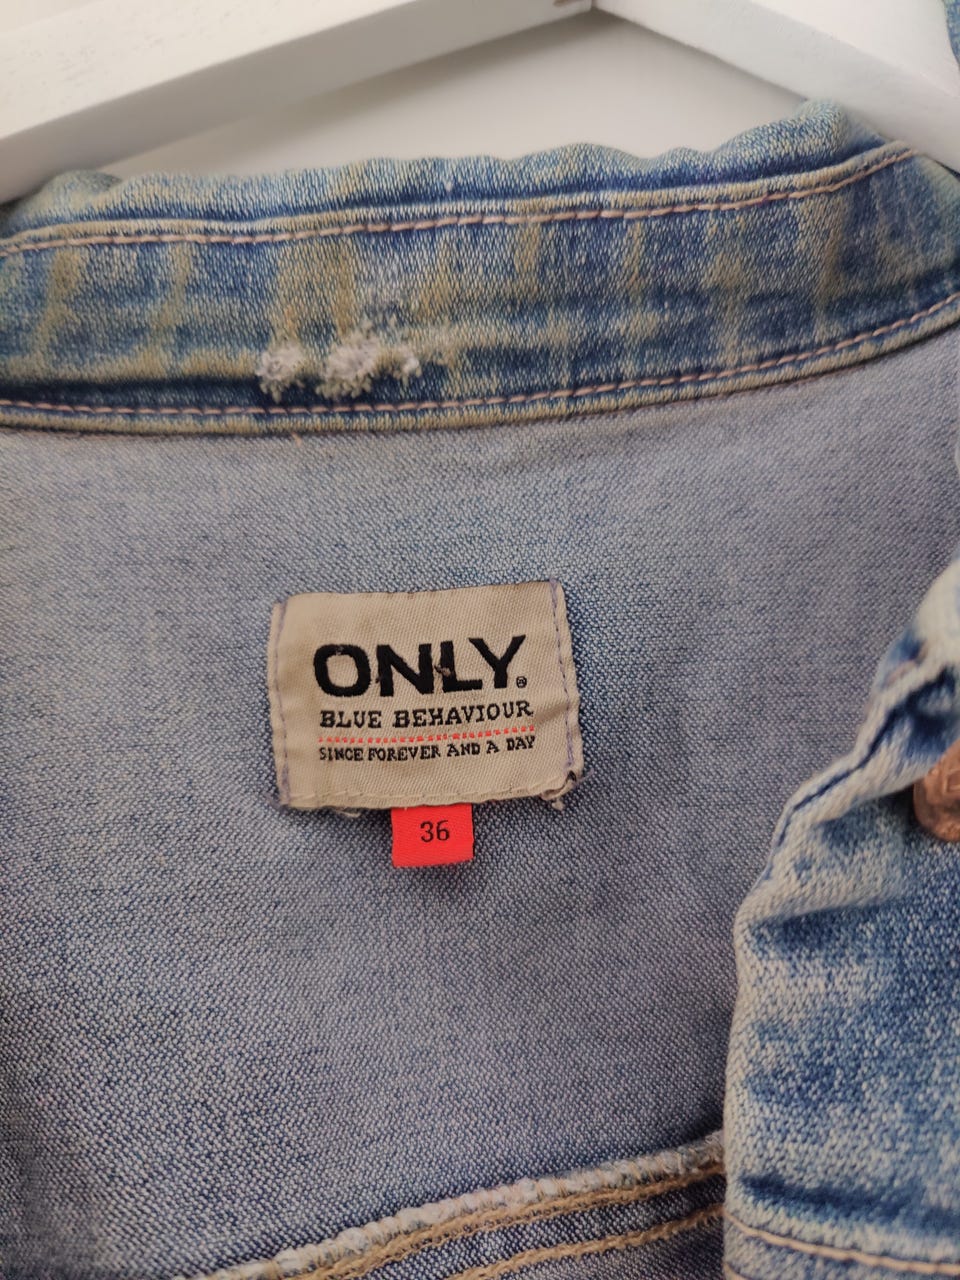 ONLY®
BLUE BEHAVIOUR
SINCE FOREVER AND A DAY
36